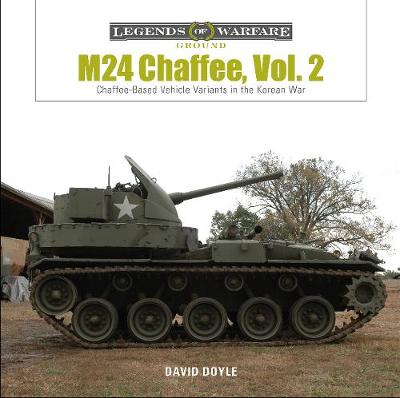 LEGENDS OF WARFARE
GROUND
M24 Chaffee, Vol. 2
Chaffee-Based Vehicle Variants in the Korean War
DAVID DOYLE